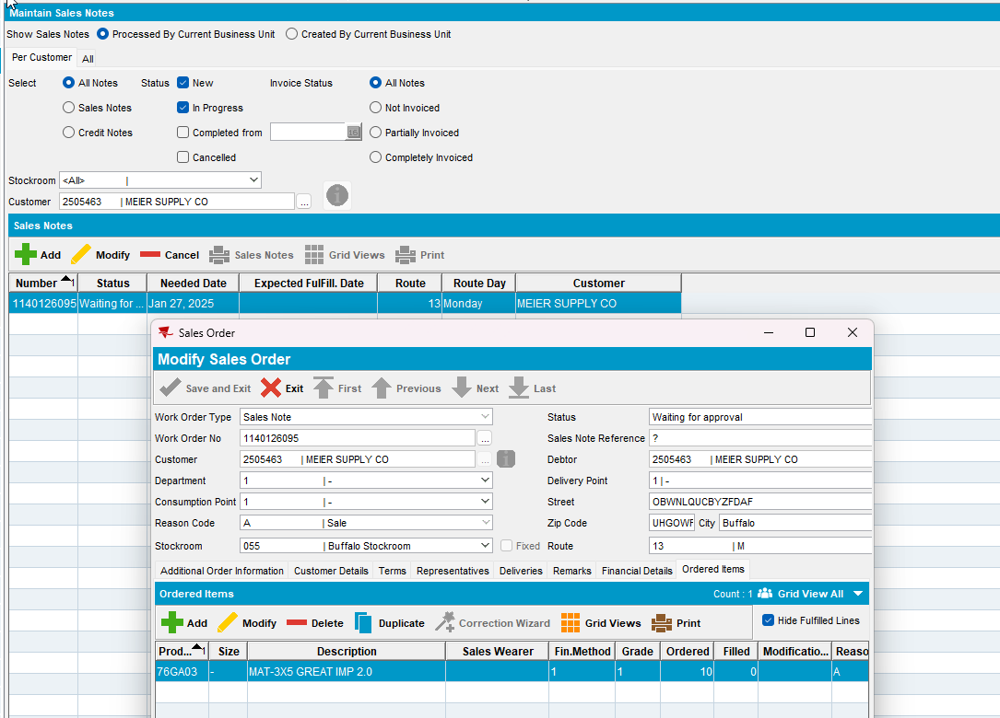 Maintain Sales Notes
Show Sales Notes Processed By Current Business Unit Created By Current Business Unit
Per Customer All
Select All Notes Status New Invoice Status All Notes
Sales Notes In Progress Not Invoiced
Credit Notes Completed from 16 Partially Invoiced
Cancelled Completely Invoiced
Stockroom <All> |
Customer 2505463 | MEIER SUPPLY CO ...
Sales Notes
Add Modify Cancel Sales Notes Grid Views Print
Number 1 Status Needed Date Expected FulFill. Date Route Route Day Customer
1140126095 Waiting for ... Jan 27, 2025 13 Monday MEIER SUPPLY CO
Sales Order
Modify Sales Order
Save and Exit Exit First Previous Next Last
Work Order Type Sales Note Status Waiting for approval
Work Order No 1140126095 ... Sales Note Reference ?
Customer 2505463 | MEIER SUPPLY CO ... Debtor 2505463 | MEIER SUPPLY CO
Department 1 | - Delivery Point 1 | -
Consumption Point 1 | - Street OBWNLQUCBYZFDAF
Reason Code A | Sale Zip Code UHGOWF City Buffalo
Stockroom 055 | Buffalo Stockroom Fixed Route 13 | M
Additional Order Information Customer Details Terms Representatives Deliveries Remarks Financial Details Ordered Items
Ordered Items Count : 1 Grid View All
Add Modify Delete Duplicate Correction Wizard Grid Views Print Hide Fulfilled Lines
Prod... 1 Size Description Sales Wearer Fin.Method Grade Ordered Filled Modificatio... Reaso
76GA03 - MAT-3X5 GREAT IMP 2.0 1 1 10 0 A